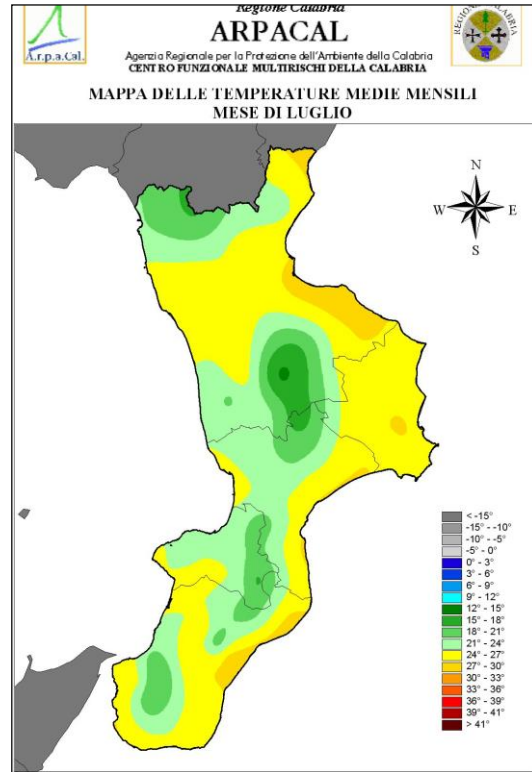 Regione Calabria
ARPACAL
A.r.p.a.Cal.
Agenzia Regionale per la Protezione dell'Ambiente della Calabria
CENTRO FUNZIONALE MULTIRISCHI DELLA CALABRIA
REGIONE CALABRIA
MAPPA DELLE TEMPERATURE MEDIE MENSILI
MESE DI LUGLIO
N
W E
S
< -15°
-15° - -10°
-10° - -5°
-5° - 0°
0° - 3°
3° - 6°
6° - 9°
9° - 12°
12° - 15°
15° - 18°
18° - 21°
21° - 24°
24° - 27°
27° - 30°
30° - 33°
33° - 36°
36° - 39°
39° - 41°
> 41°